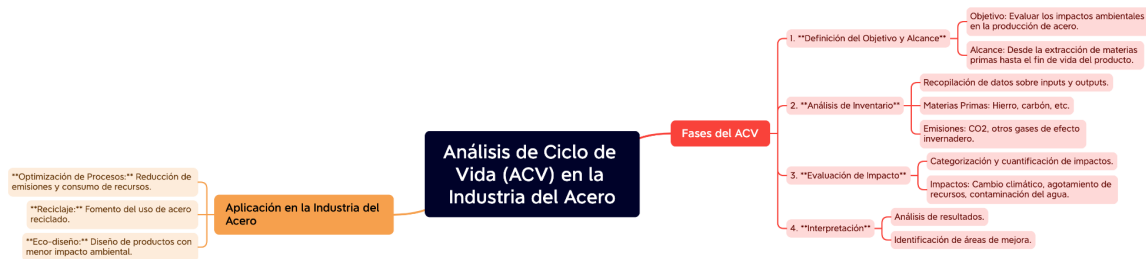 Análisis de Ciclo de
Vida (ACV) en la
Industria del Acero
Fases del ACV
1. **Definición del Objetivo y Alcance**
Objetivo: Evaluar los impactos ambientales
en la producción de acero.
Alcance: Desde la extracción de materias
primas hasta el fin de vida del producto.
2. **Análisis de Inventario**
Recopilación de datos sobre inputs y outputs.
Materias Primas: Hierro, carbón, etc.
Emisiones: CO2, otros gases de efecto
invernadero.
3. **Evaluación de Impacto**
Categorización y cuantificación de impactos.
Impactos: Cambio climático, agotamiento de
recursos, contaminación del agua.
4. **Interpretación**
Análisis de resultados.
Identificación de áreas de mejora.
Aplicación en la Industria del
Acero
**Optimización de Procesos:** Reducción de
emisiones y consumo de recursos.
**Reciclaje:** Fomento del uso de acero
reciclado.
**Eco-diseño:** Diseño de productos con
menor impacto ambiental.